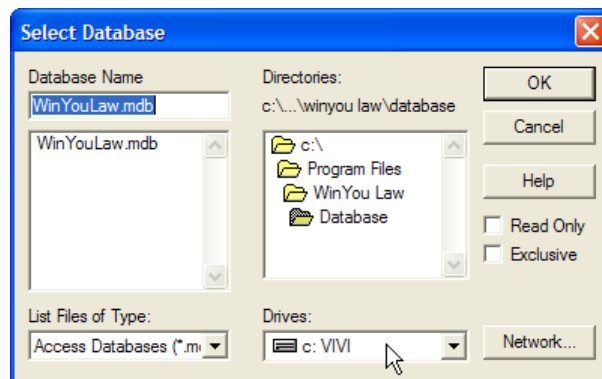 Select Database
Database Name
WinYouLaw.mdb
WinYouLaw.mdb
List Files of Type:
Access Databases (*.m
Directories:
c:\...\winyou law\database
c:\
Program Files
WinYou Law
Database
Drives:
c: VIVI
OK
Cancel
Help
Read Only
Exclusive
Network...